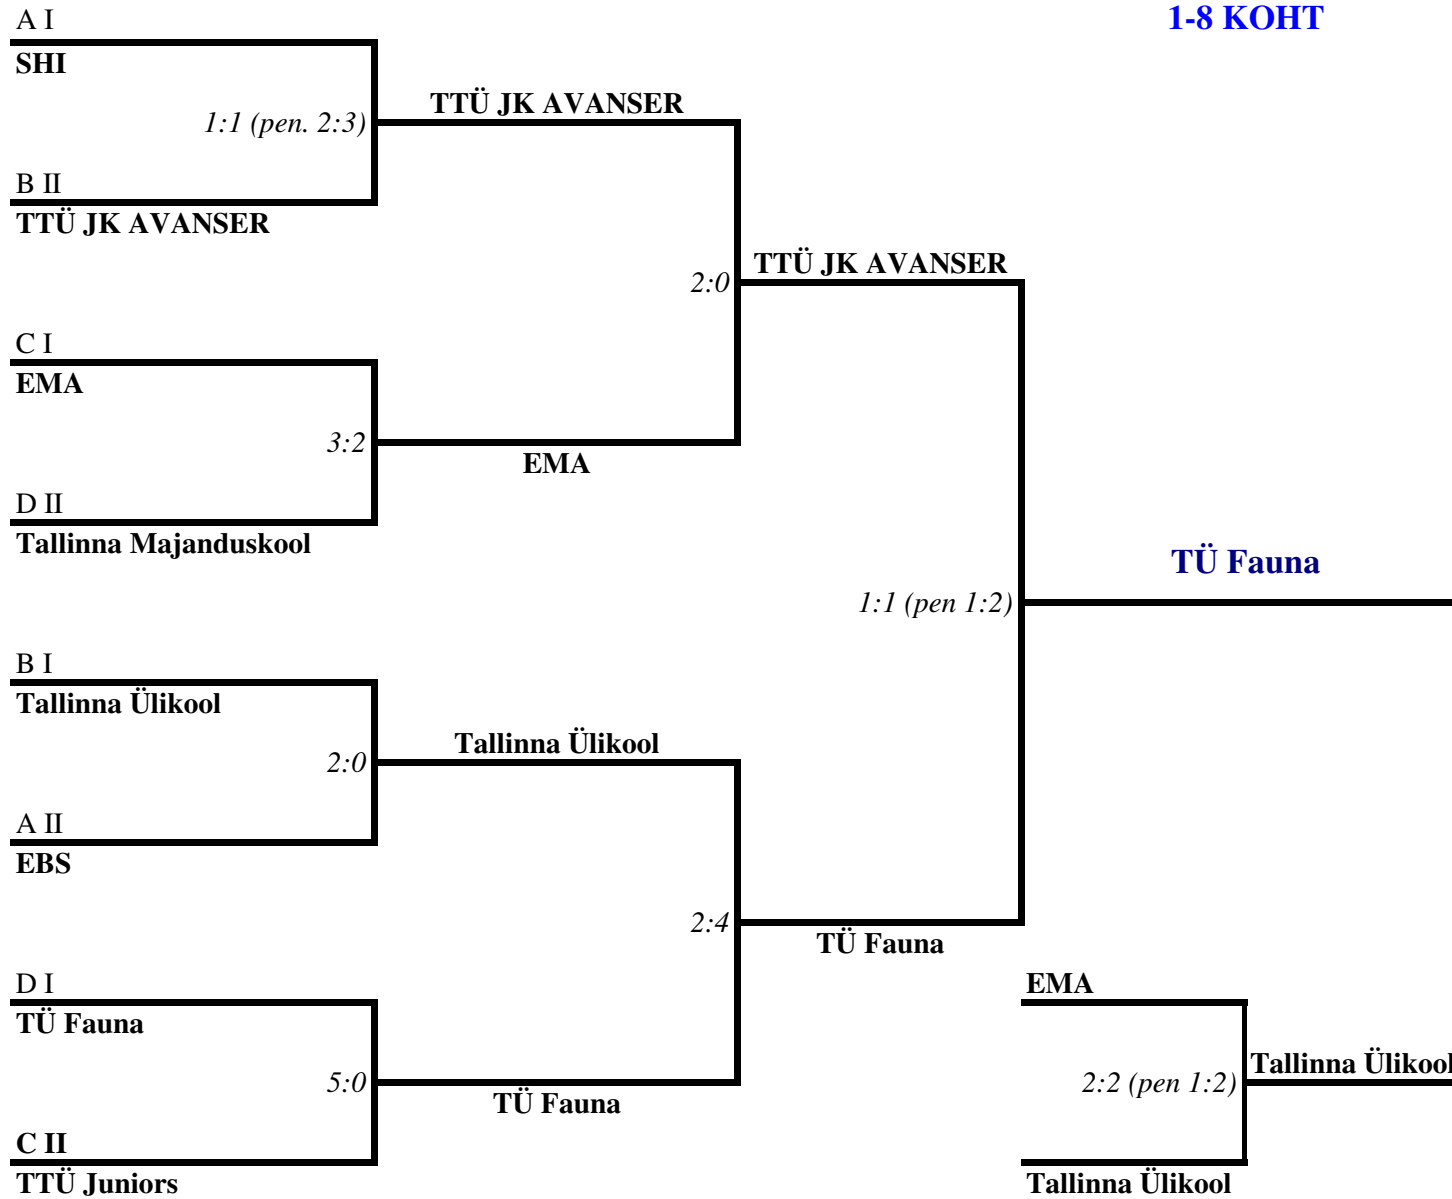 A I
1-8 KOHT
SHI
TTÜ JK AVANSER
1:1 (pen. 2:3)
B II
TTÜ JK AVANSER
TTÜ JK AVANSER
2:0
C I
EMA
3:2
EMA
D II
Tallinna Majanduskool
TÜ Fauna
1:1 (pen 1:2)
B I
Tallinna Ülikool
Tallinna Ülikool
2:0
A II
EBS
2:4
TÜ Fauna
D I
EMA
TÜ Fauna
Tallinna Ülikool
5:0
2:2 (pen 1:2)
TÜ Fauna
C II
TTÜ Juniors
Tallinna Ülikool